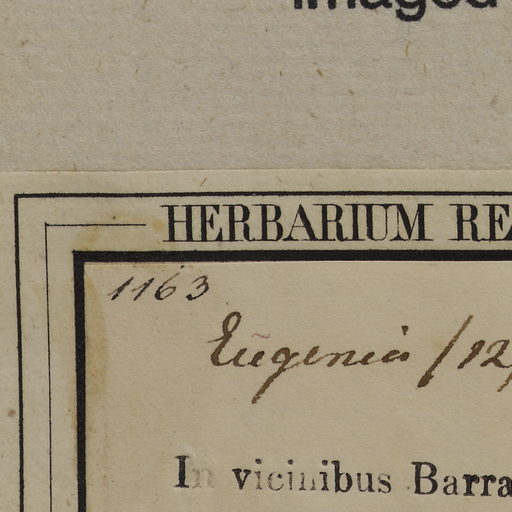 Imaged
HERBARIUM RE
1163
Eugenia /12/
In vicinibus Barra